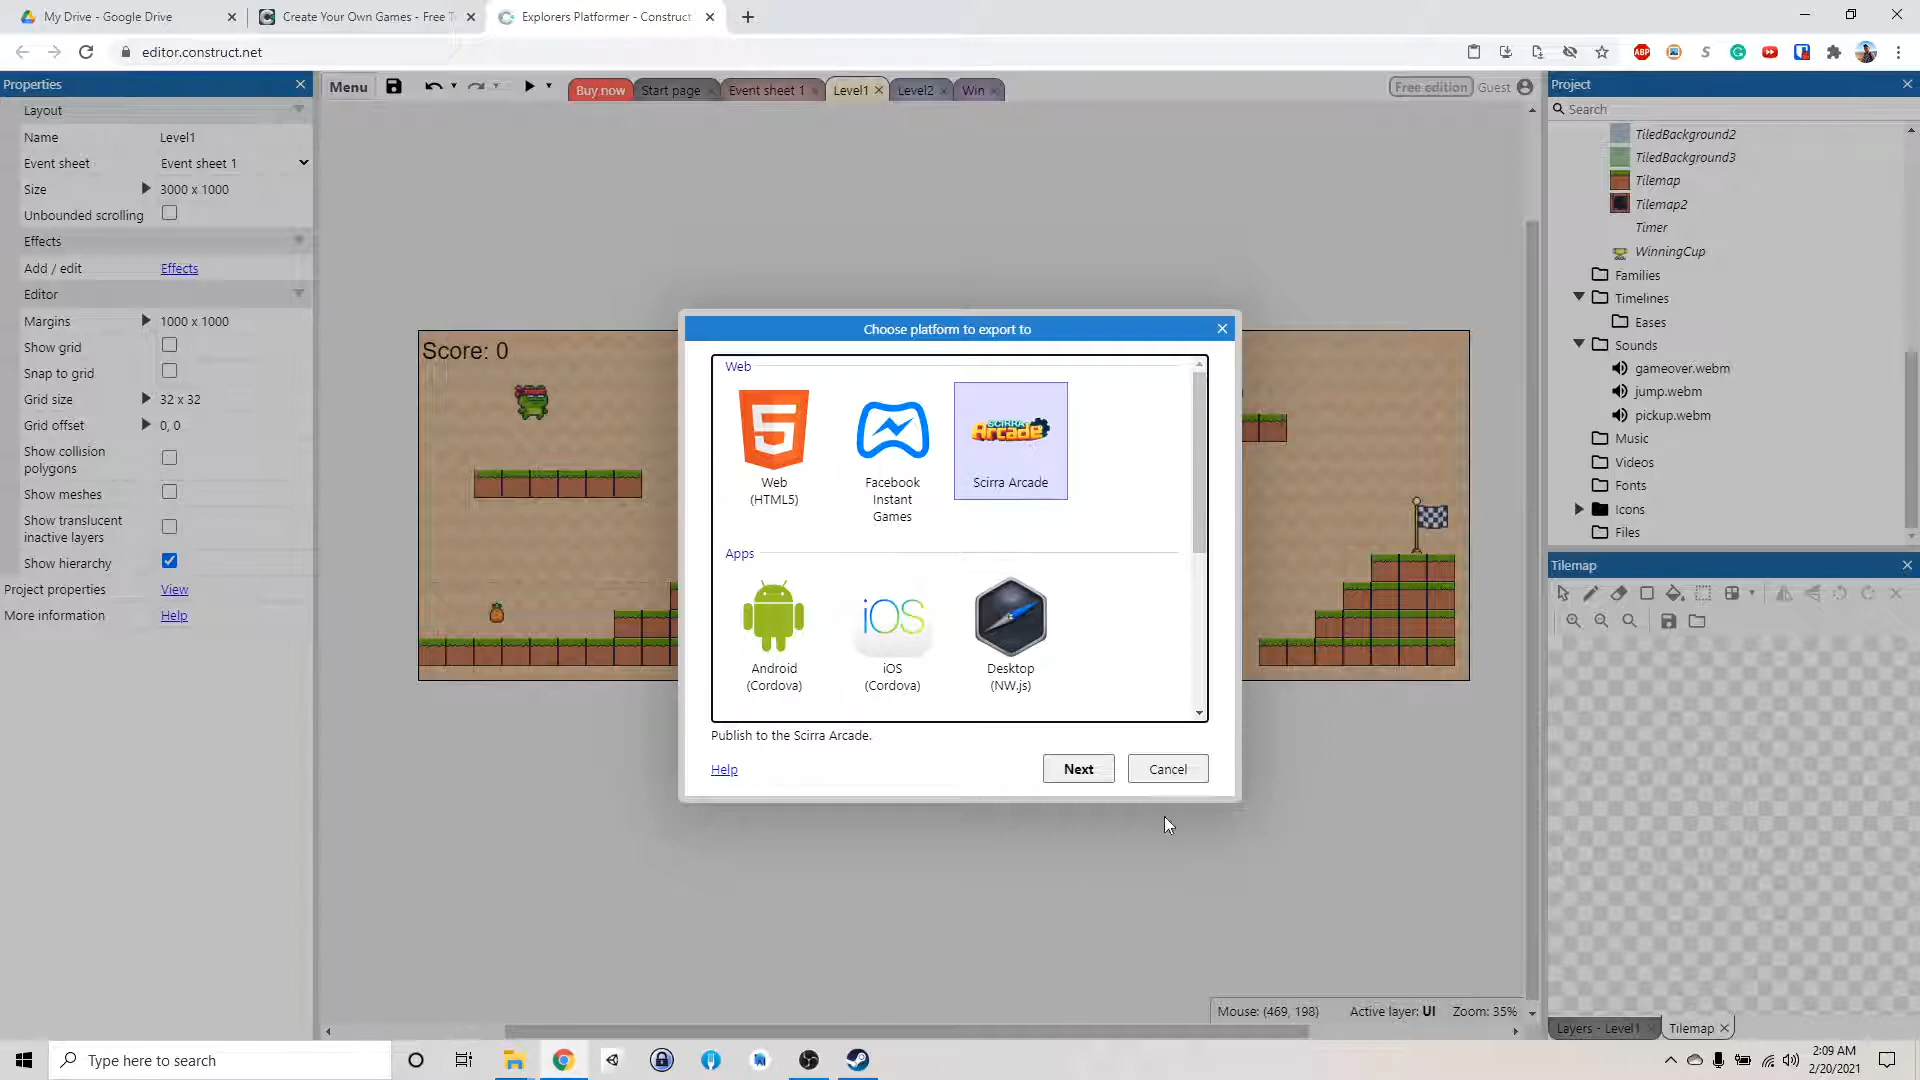 My Drive - Google Drive
Create Your Own Games - Free T
Explorers Platformer - Construct
editor.construct.net
ABP
Properties
Layout
Name Level1
Event sheet Event sheet 1
Size 3000 x 1000
Unbounded scrolling
Effects
Add / edit Effects
Editor
Margins 1000 x 1000
Show grid
Snap to grid
Grid size 32 x 32
Grid offset 0, 0
Show collision
polygons
Show meshes
Show translucent
inactive layers
Show hierarchy
Project properties View
More information Help
Menu
Buy now
Start page
Event sheet 1
Level1
Level2
Win
Free edition
Guest
Score: 0
Choose platform to export to
Web
5
Web
(HTML5)
Facebook
Instant
Games
SCIRRA
Arcade
Scirra Arcade
Apps
Android
(Cordova)
iOS
iOS
(Cordova)
Desktop
(NW.js)
Publish to the Scirra Arcade.
Help
Next
Cancel
Mouse: (469, 198)
Active layer: UI
Zoom: 35%
Project
Search
TiledBackground2
TiledBackground3
Tilemap
Tilemap2
Timer
WinningCup
Families
Timelines
Eases
Sounds
gameover.webm
jump.webm
pickup.webm
Music
Videos
Fonts
Icons
Files
Tilemap
Layers - Level1
Tilemap
Type here to search
2:09 AM
2/20/2021